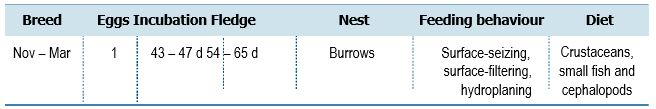 Breed Eggs Incubation Fledge Nest Feeding behaviour Diet
Nov – Mar 1 43 – 47 d 54 – 65 d Burrows Surface-seizing, Crustaceans,
surface-filtering, small fish and
hydroplaning cephalopods